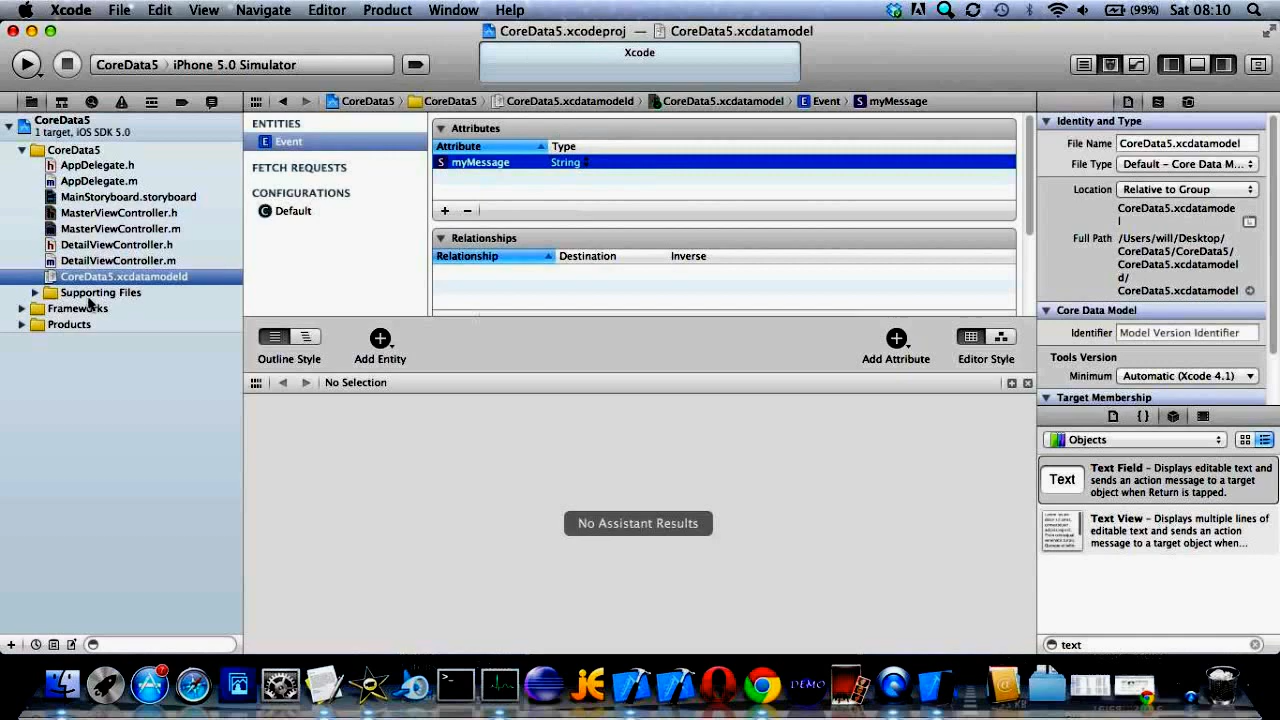 Xcode File Edit View Navigate Editor Product Window Help (99%) Sat 08:10
CoreData5.xcodeproj — CoreData5.xcdatamodel
Xcode
CoreData5 › iPhone 5.0 Simulator
CoreData5 CoreData5 CoreData5.xcdatamodeld CoreData5.xcdatamodel E Event S myMessage
CoreData5
1 target, iOS SDK 5.0
CoreData5
AppDelegate.h
AppDelegate.m
MainStoryboard.storyboard
MasterViewController.h
MasterViewController.m
DetailViewController.h
DetailViewController.m
CoreData5.xcdatamodeld
Supporting Files
Frameworks
Products
ENTITIES
E Event
FETCH REQUESTS
CONFIGURATIONS
C Default
Attributes
Attribute Type
S myMessage String
Relationships
Relationship Destination Inverse
Outline Style Add Entity Add Attribute Editor Style
No Selection
No Assistant Results
Identity and Type
File Name CoreData5.xcdatamodel
File Type Default – Core Data M...
Location Relative to Group
CoreData5.xcdatamode
l
Full Path /Users/will/Desktop/
CoreData5/CoreData5/
CoreData5.xcdatamodel
d/
CoreData5.xcdatamodel
Core Data Model
Identifier Model Version Identifier
Tools Version
Minimum Automatic (Xcode 4.1)
Target Membership
Objects
Text
Text Field – Displays editable text and
sends an action message to a target
object when Return is tapped.
Text View – Displays multiple lines of
editable text and sends an action
message to a target object when...
text
DEMO